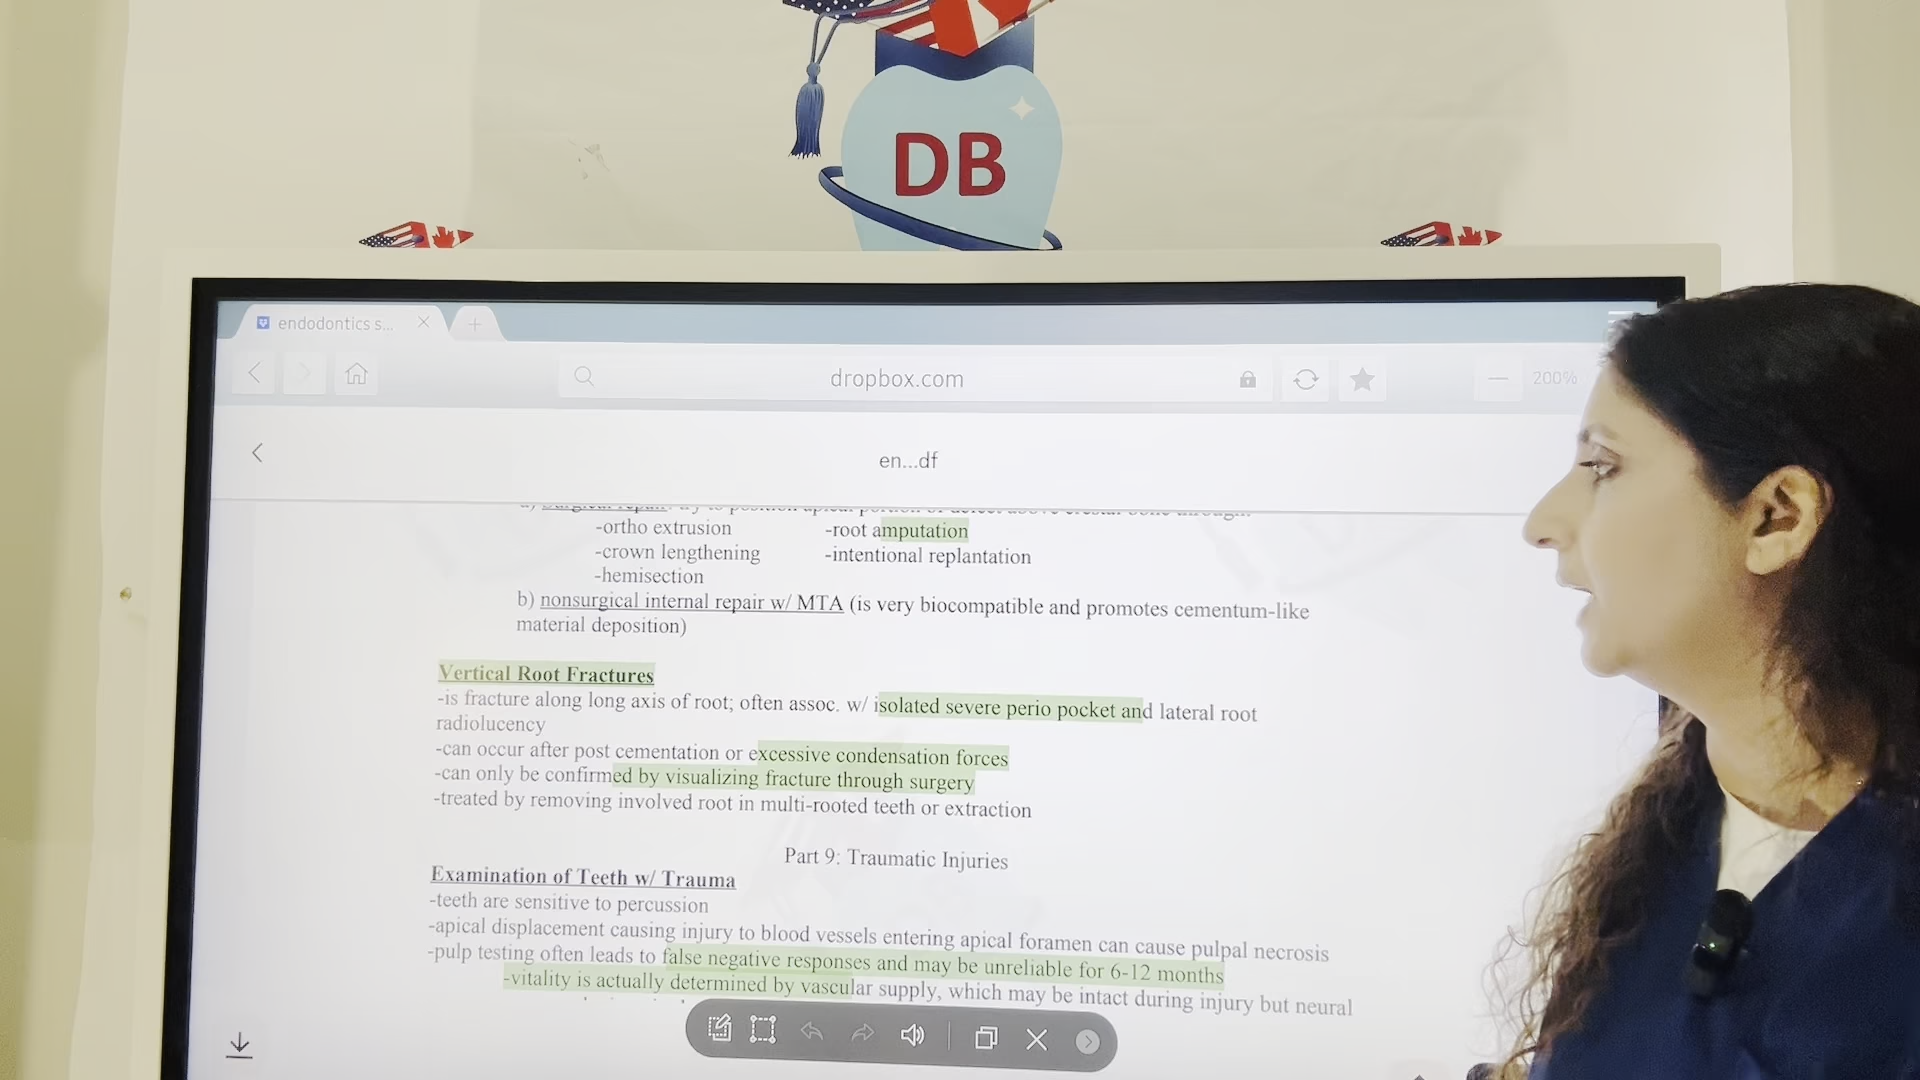 DB
endodontics s...
dropbox.com
200%
en...df
-ortho extrusion -root amputation
-crown lengthening -intentional replantation
-hemisection
b) nonsurgical internal repair w/ MTA (is very biocompatible and promotes cementum-like
material deposition)
Vertical Root Fractures
-is fracture along long axis of root; often assoc. w/ isolated severe perio pocket and lateral root
radiolucency
-can occur after post cementation or excessive condensation forces
-can only be confirmed by visualizing fracture through surgery
-treated by removing involved root in multi-rooted teeth or extraction
Part 9: Traumatic Injuries
Examination of Teeth w/ Trauma
-teeth are sensitive to percussion
-apical displacement causing injury to blood vessels entering apical foramen can cause pulpal necrosis
-pulp testing often leads to false negative responses and may be unreliable for 6-12 months
-vitality is actually determined by vascular supply, which may be intact during injury but neural